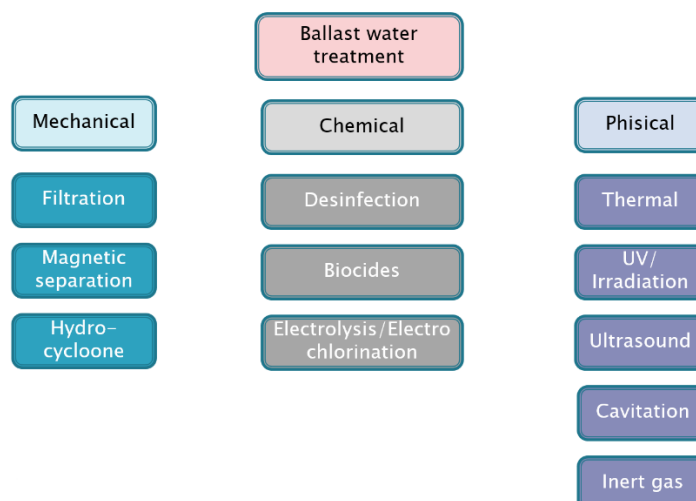 Ballast water
treatment
Mechanical
Chemical
Phisical
Filtration
Desinfection
Thermal
Magnetic
separation
Biocides
UV/
Irradiation
Hydro-
cycloone
Electrolysis/Electro
chlorination
Ultrasound
Cavitation
Inert gas